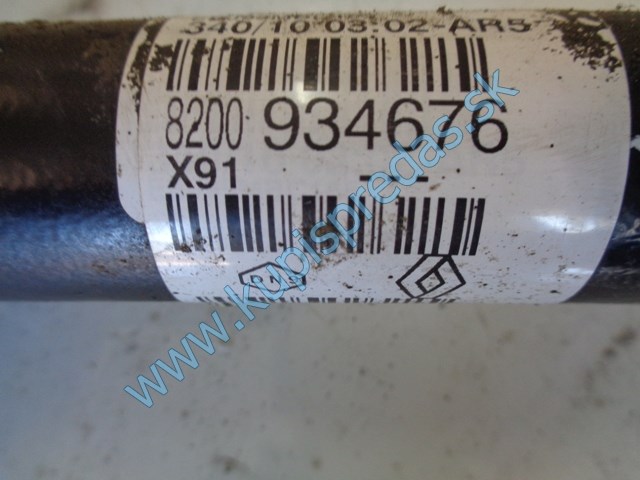 340/10-03:02-AR5
8200 934676
X91 - --
www.kupispredas.sk